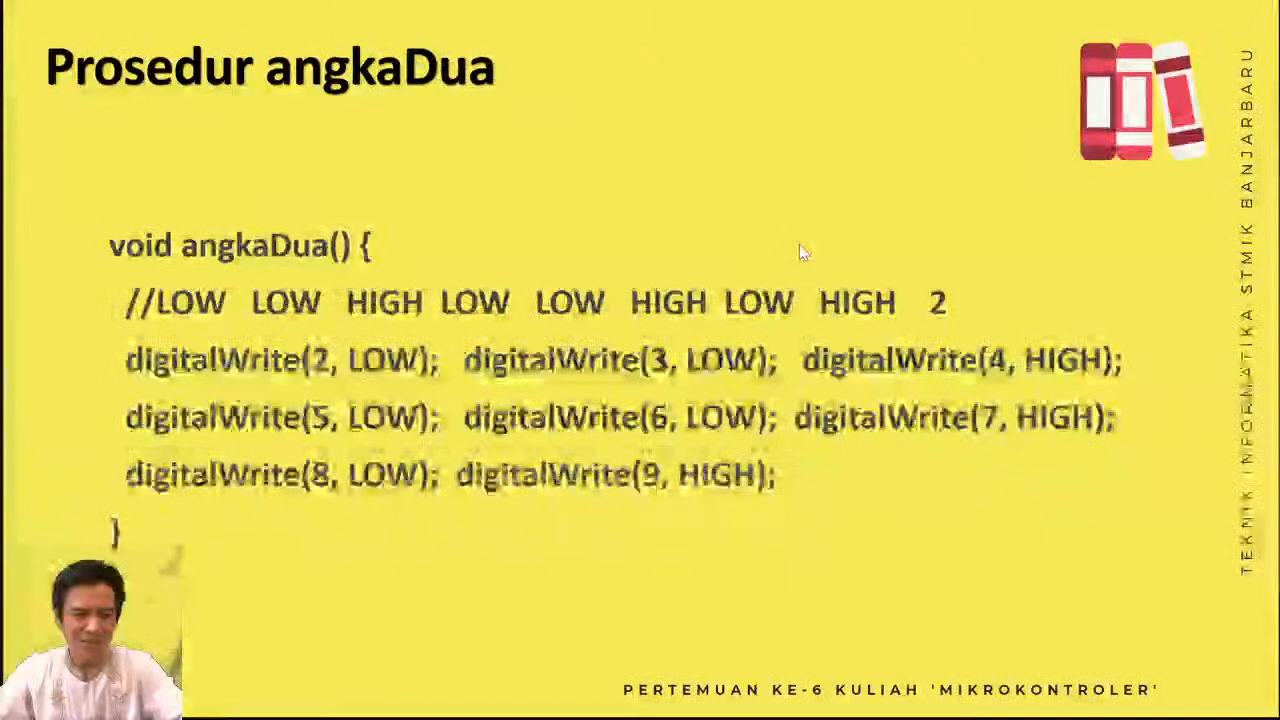 Prosedur angkaDua
void angkaDua() {
//LOW LOW HIGH LOW LOW HIGH LOW HIGH 2
digitalWrite(2, LOW); digitalWrite(3, LOW); digitalWrite(4, HIGH);
digitalWrite(5, LOW); digitalWrite(6, LOW); digitalWrite(7, HIGH);
digitalWrite(8, LOW); digitalWrite(9, HIGH);
}
TEKNIK INFORMATIKA STMIK BANJARBARU
PERTEMUAN KE-6 KULIAH 'MIKROKONTROLER'